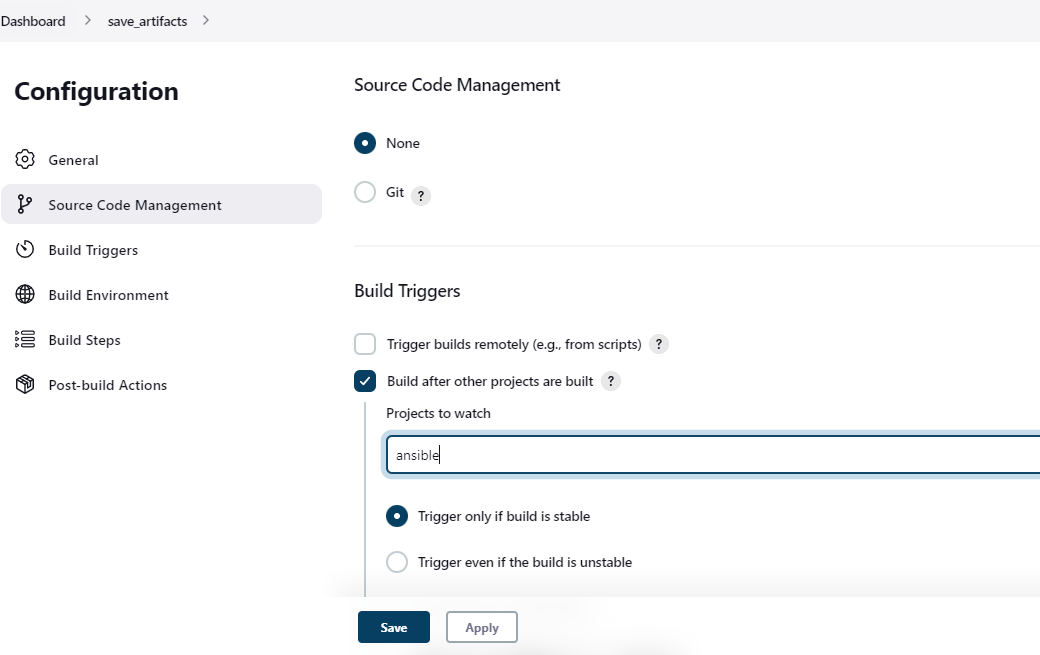 Dashboard > save_artifacts >
Configuration
General
Source Code Management
Build Triggers
Build Environment
Build Steps
Post-build Actions
Source Code Management
None
Git ?
Build Triggers
Trigger builds remotely (e.g., from scripts) ?
Build after other projects are built ?
Projects to watch
ansible
Trigger only if build is stable
Trigger even if the build is unstable
Save Apply